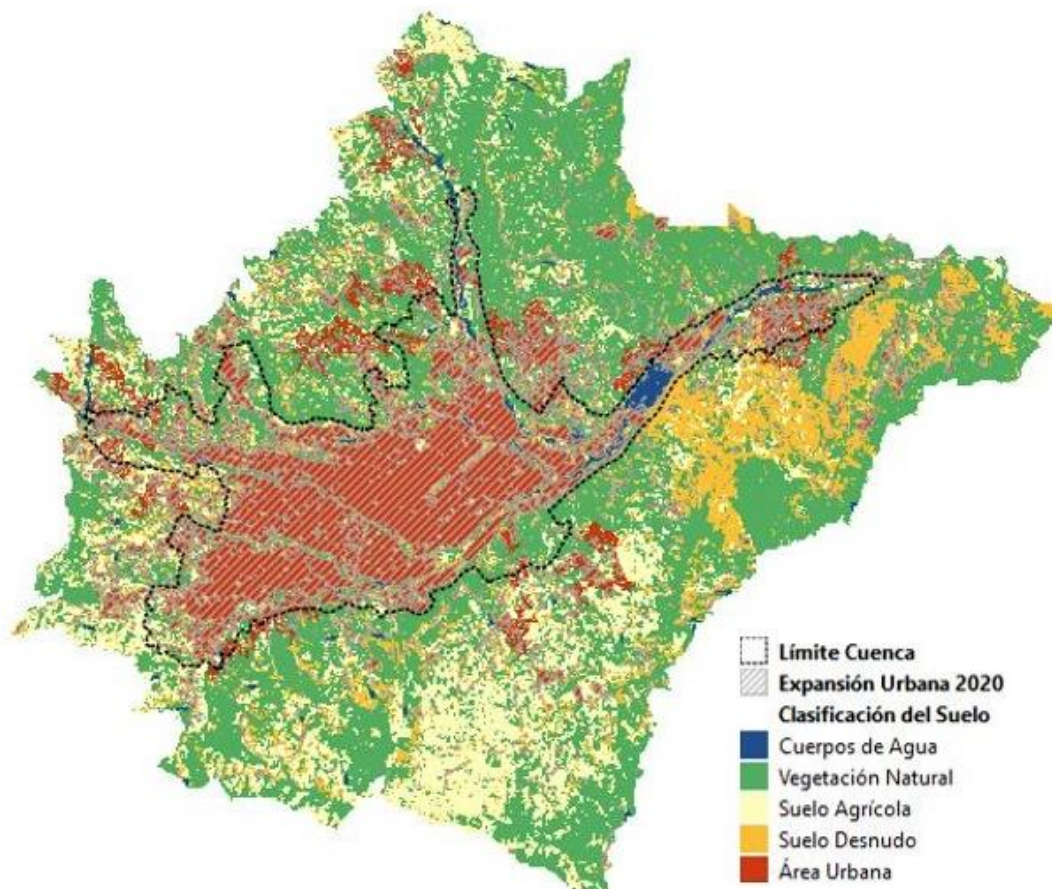 Límite Cuenca
Expansión Urbana 2020
Clasificación del Suelo
Cuerpos de Agua
Vegetación Natural
Suelo Agrícola
Suelo Desnudo
Área Urbana